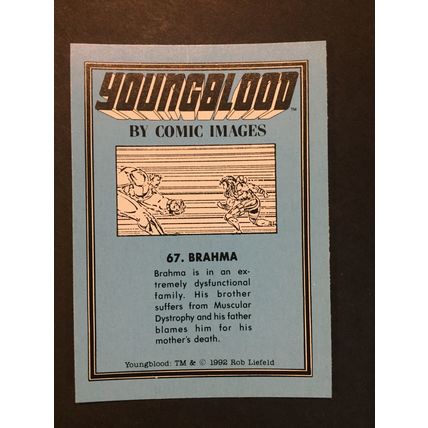 YOUNGBLOOD™
BY COMIC IMAGES
67. BRAHMA
Brahma is in an ex-
tremely dysfunctional
family. His brother
suffers from Muscular
Dystrophy and his father
blames him for his
mother's death.
Youngblood: TM & © 1992 Rob Liefeld